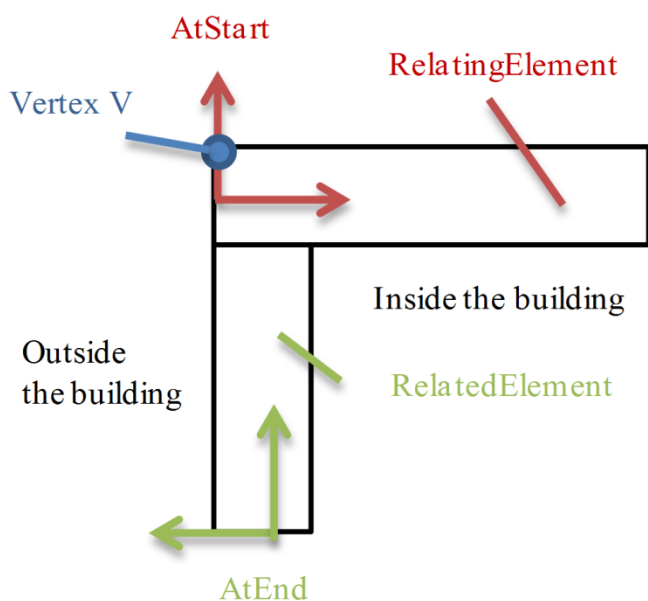 AtStart
RelatingElement
Vertex V
Inside the building
Outside
the building
RelatedElement
AtEnd